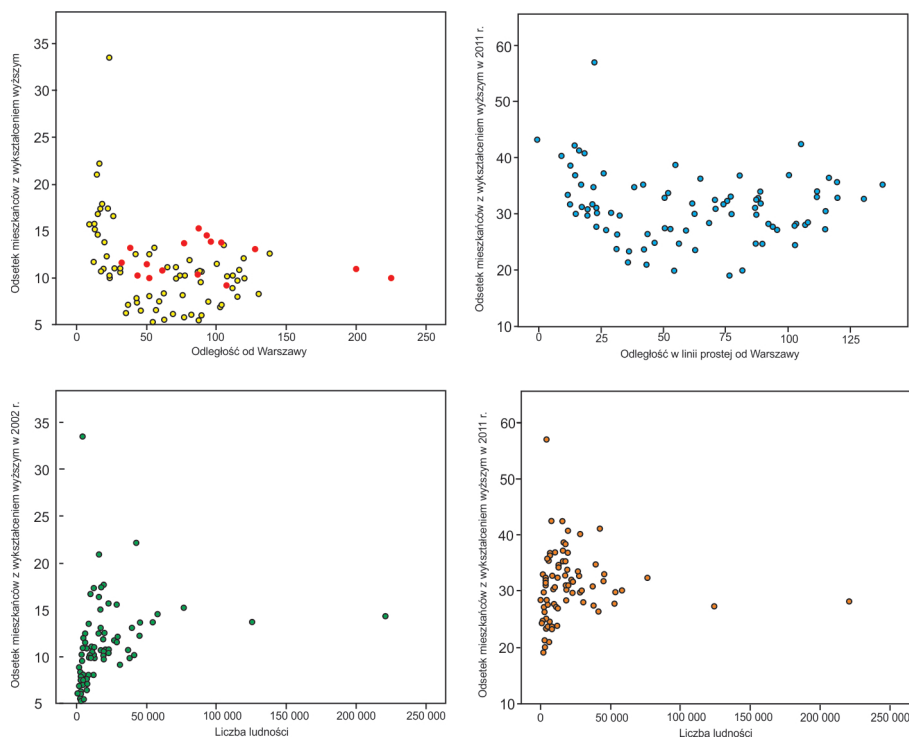 Odsetek mieszkańców z wykształceniem wyższym
35
30
25
20
15
10
5
0 50 100 150 200 250
Odległość od Warszawy
Odsetek mieszkańców z wykształceniem wyższym w 2011 r.
60
50
40
30
20
10
0 25 50 75 100 125
Odległość w linii prostej od Warszawy
Odsetek mieszkańców z wykształceniem wyższym w 2002 r.
35
30
25
20
15
10
5
0 50 000 100 000 150 000 200 000 250 000
Liczba ludności
Odsetek mieszkańców z wykształceniem wyższym w 2011 r.
60
50
40
30
20
10
0 50 000 100 000 150 000 200 000 250 000
Liczba ludności